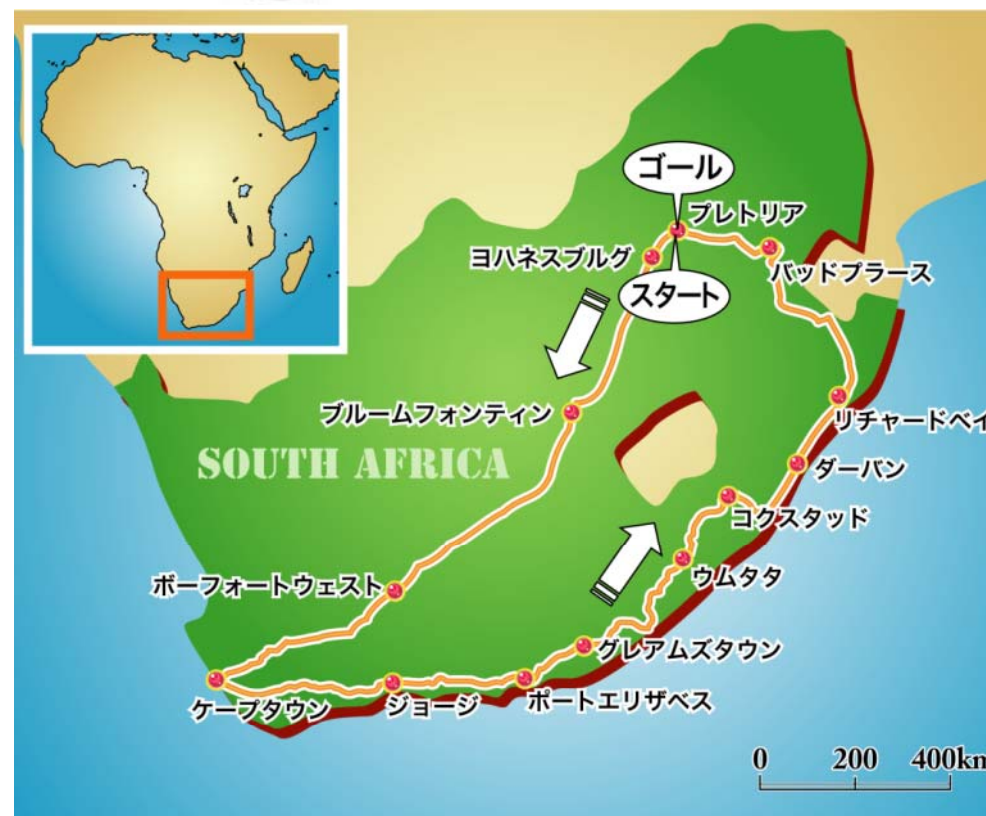 ゴール
プレトリア
ヨハネスブルグ
バッドプラース
スタート
ブルームフォンティン
リチャードベイ
SOUTH AFRICA
ダーバン
コクスタッド
ウムタタ
ボーフォートウェスト
グレアムズタウン
ケープタウン
ジョージ
ポートエリザベス
0 200 400km